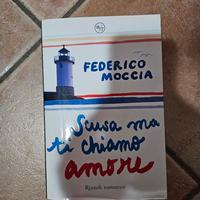 FEDERICO
MOCCIA
Scusa ma
ti chiamo
amore
Rizzoli romanzo